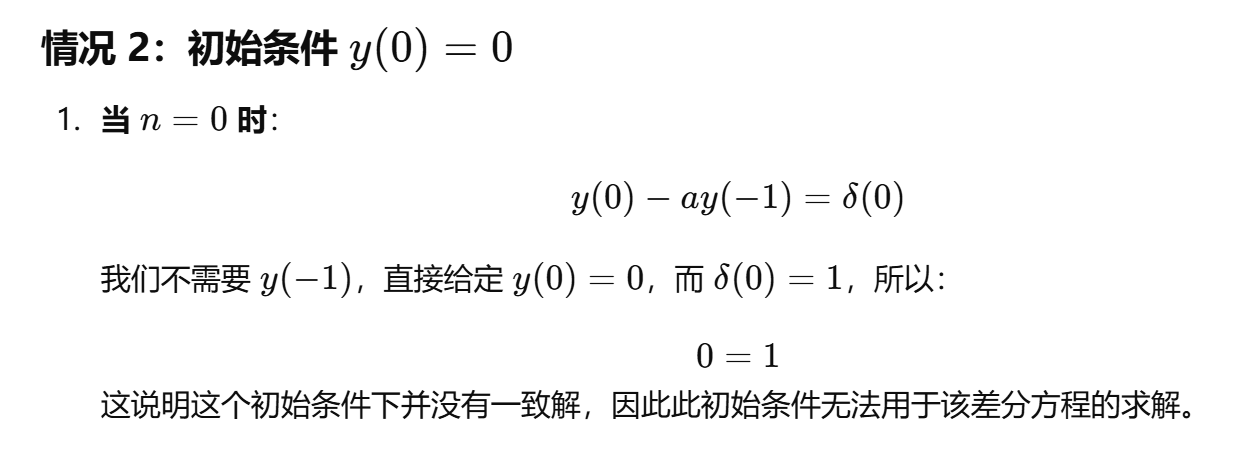 情况 2：初始条件 y(0) = 0
1. 当 n = 0 时：
y(0) − ay(−1) = δ(0)
我们不需要 y(−1)，直接给定 y(0) = 0，而 δ(0) = 1，所以：
0 = 1
这说明这个初始条件下并没有一致解，因此此初始条件无法用于该差分方程的求解。